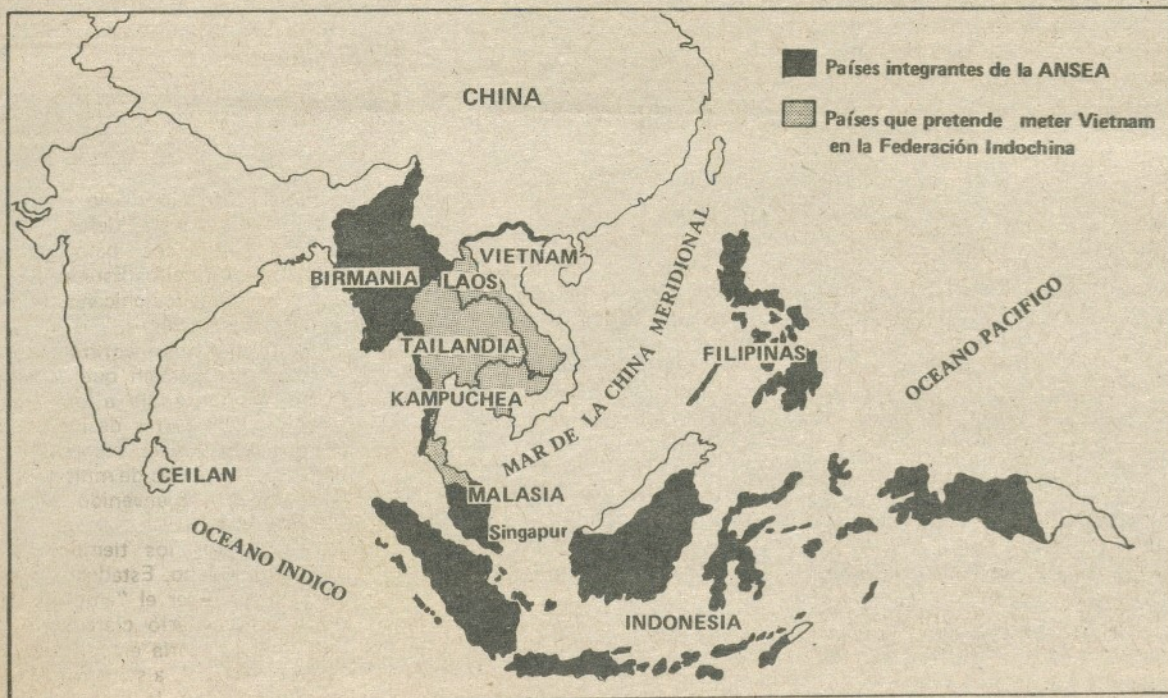 CHINA
Países integrantes de la ANSEA
Países que pretende meter Vietnam
en la Federación Indochina
VIETNAM
BIRMANIA
LAOS
TAILANDIA
KAMPUCHEA
MAR DE LA CHINA MERIDIONAL
FILIPINAS
OCEANO PACIFICO
CEILAN
MALASIA
Singapur
OCEANO INDICO
INDONESIA